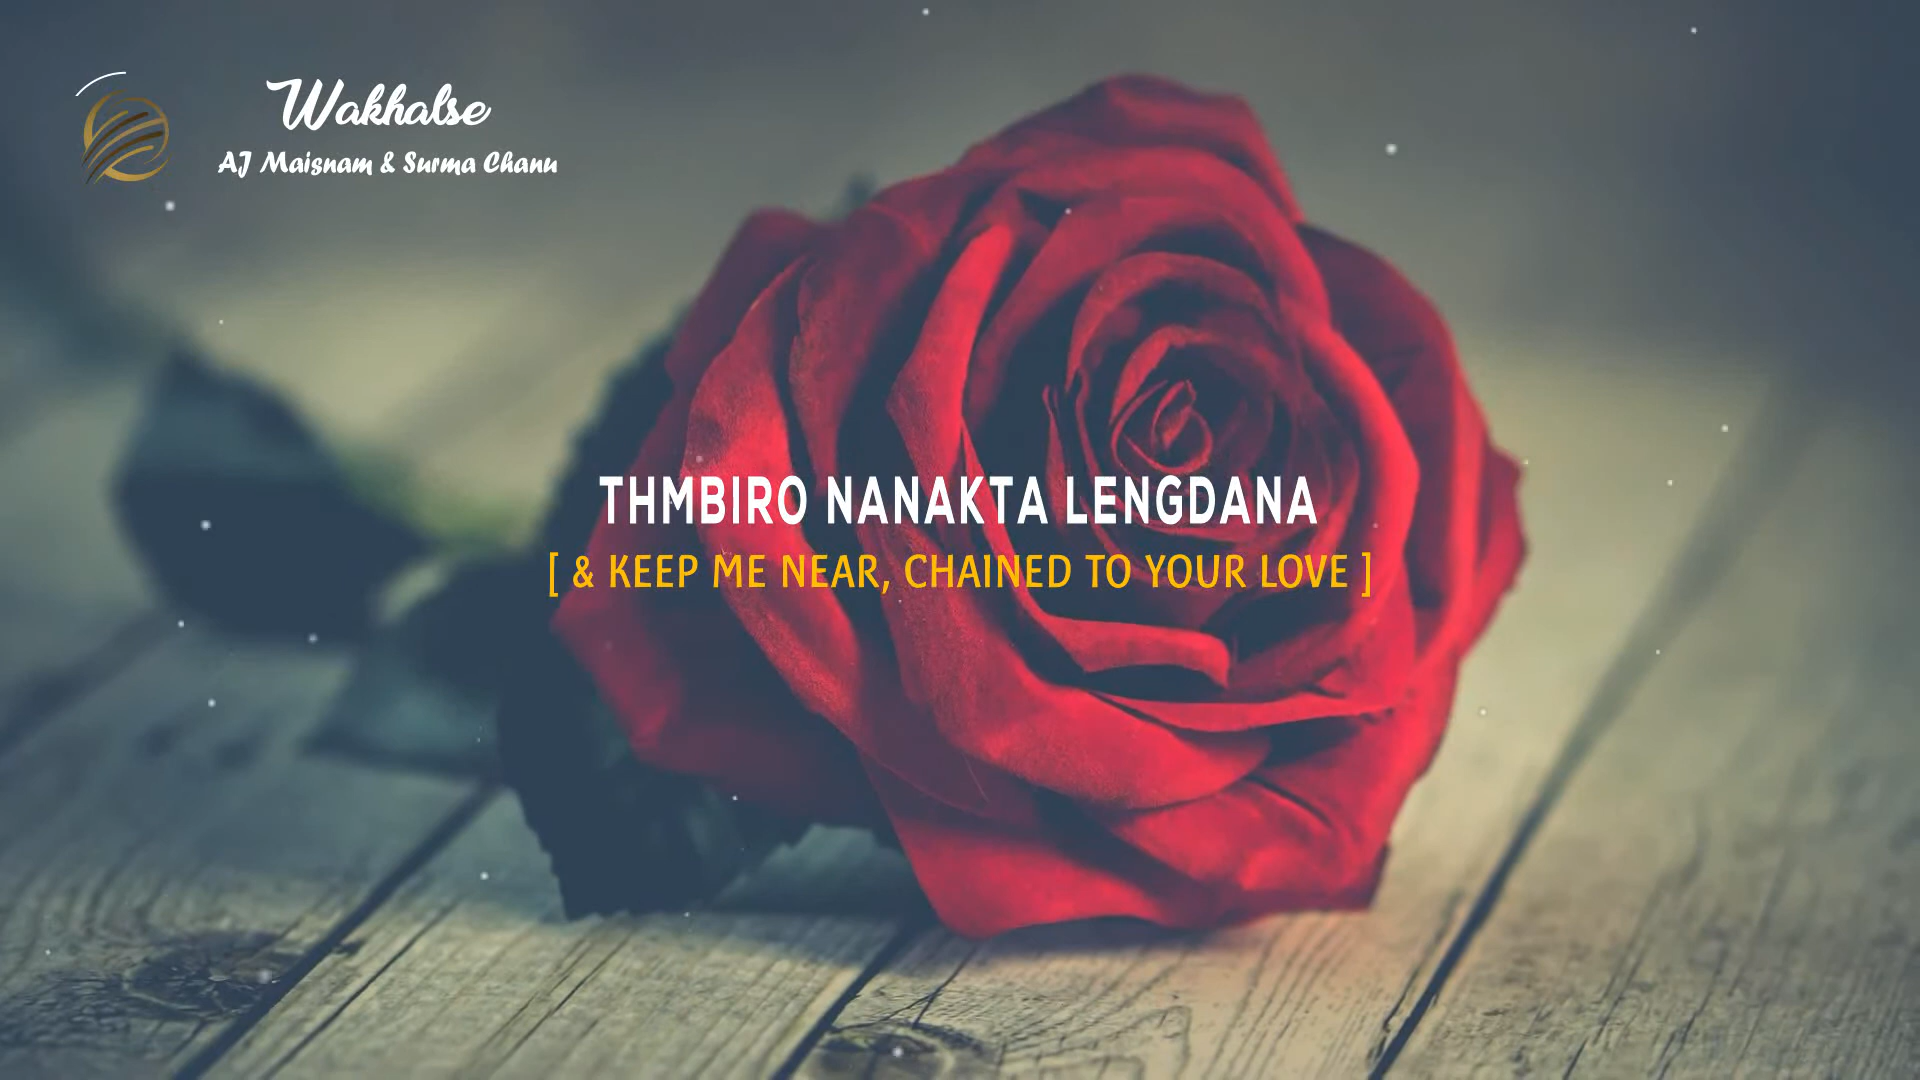 Wakhalse
AJ Maisnam & Surma Chanu
THMBIRO NANAKTA LENGDANA
[ & KEEP ME NEAR, CHAINED TO YOUR LOVE ]